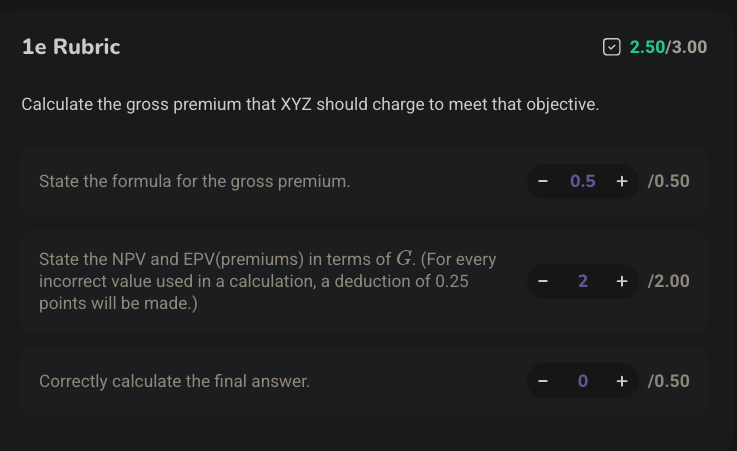 1e Rubric
2.50/3.00
Calculate the gross premium that XYZ should charge to meet that objective.
State the formula for the gross premium.
− 0.5 + /0.50
State the NPV and EPV(premiums) in terms of G. (For every
incorrect value used in a calculation, a deduction of 0.25
points will be made.)
− 2 + /2.00
Correctly calculate the final answer.
− 0 + /0.50